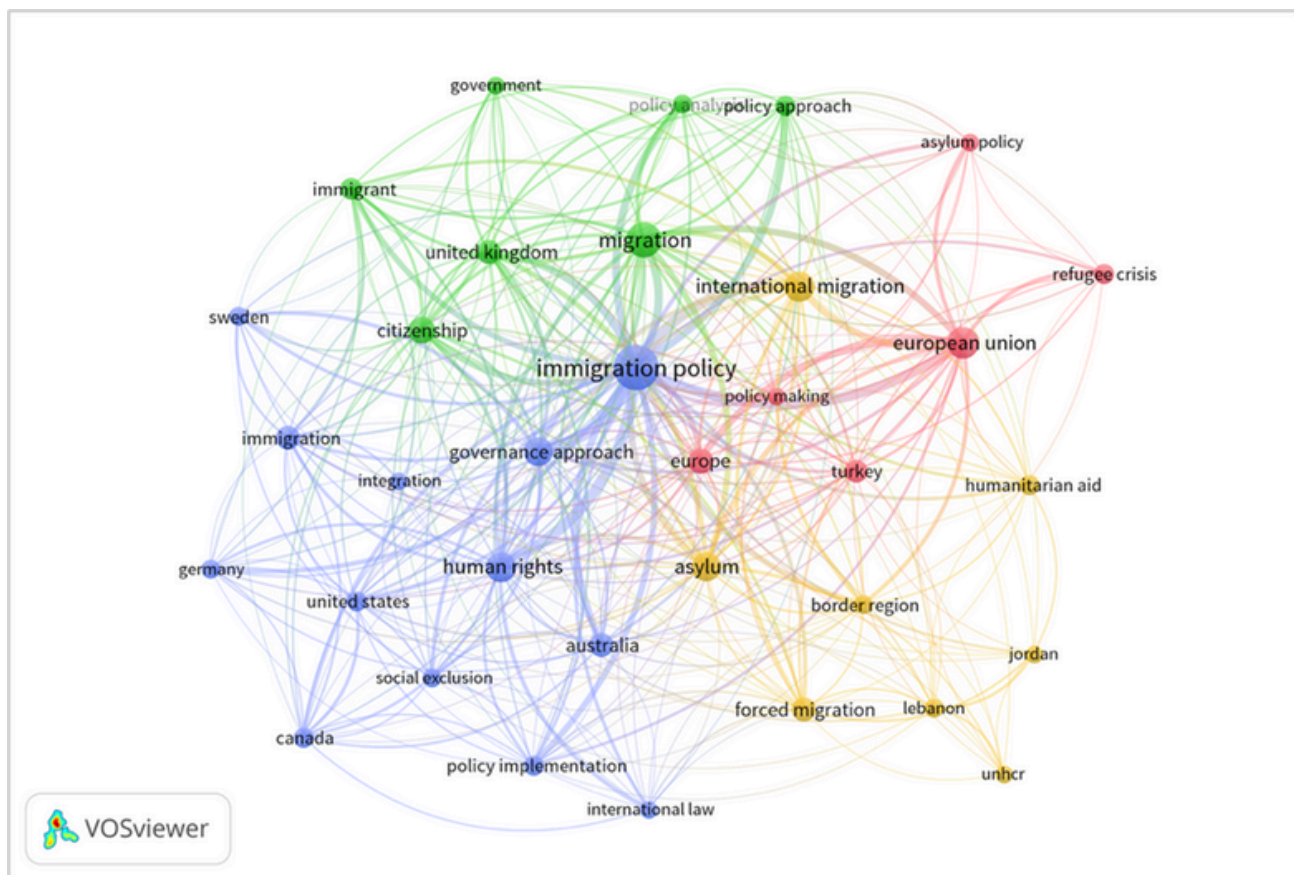 government
policy analysis
policy approach
asylum policy
immigrant
migration
united kingdom
refugee crisis
international migration
sweden
citizenship
european union
immigration policy
policy making
immigration
governance approach
europe
turkey
integration
humanitarian aid
germany
human rights
asylum
united states
border region
australia
jordan
social exclusion
forced migration
lebanon
canada
policy implementation
unhcr
international law
VOSviewer